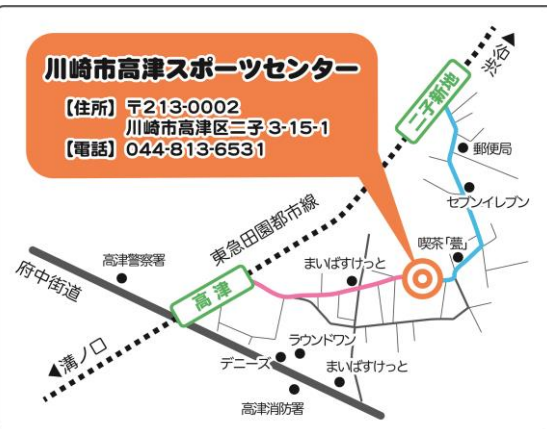 川崎市高津スポーツセンター
【住所】〒213-0002
川崎市高津区二子3-15-1
【電話】044-813-6531
渋谷▲
二子新地
郵便局
セブンイレブン
東急田園都市線
喫茶「甍」
まいばすけっと
高津警察署
府中街道
高津
▲溝ノ口
ラウンドワン
デニーズ
まいばすけっと
高津消防署